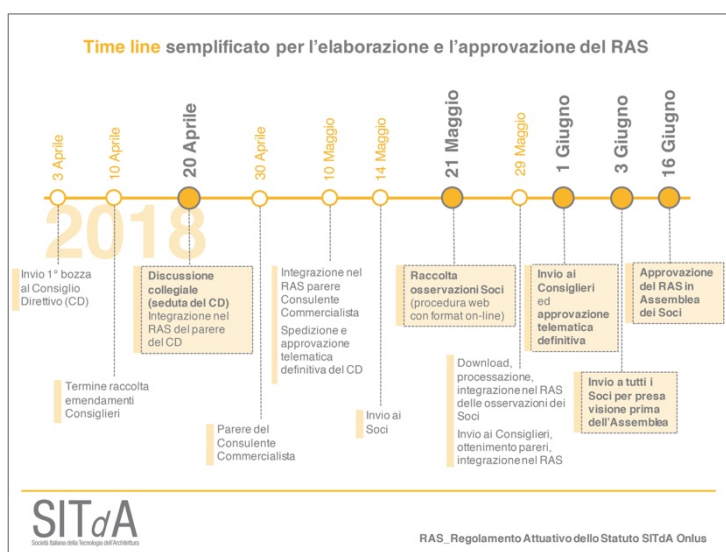 Time line semplificato per l'elaborazione e l'approvazione del RAS
3 Aprile
10 Aprile
20 Aprile
30 Aprile
10 Maggio
14 Maggio
21 Maggio
29 Maggio
1 Giugno
3 Giugno
16 Giugno
2018
Invio 1ª bozza
al Consiglio
Direttivo (CD)
Termine raccolta
emendamenti
Consiglieri
Discussione
collegiale
(seduta del CD)
Integrazione nel
RAS del parere
del CD
Parere del
Consulente
Commercialista
Integrazione nel
RAS parere
Consulente
Commercialista
Spedizione e
approvazione
telematica
definitiva del CD
Invio ai
Soci
Raccolta
osservazioni Soci
(procedura web
con format on-line)
Download,
processazione,
integrazione nel RAS
delle osservazioni dei
Soci
Invio ai Consiglieri,
ottenimento pareri,
integrazione nel RAS
Invio ai
Consiglieri
ed
approvazione
telematica
definitiva
Invio a tutti i
Soci per presa
visione prima
dell'Assemblea
Approvazione
del RAS in
Assemblea
dei Soci
SITdA
Società Italiana della Tecnologia dell'Architettura
RAS_Regolamento Attuativo dello Statuto SITdA Onlus